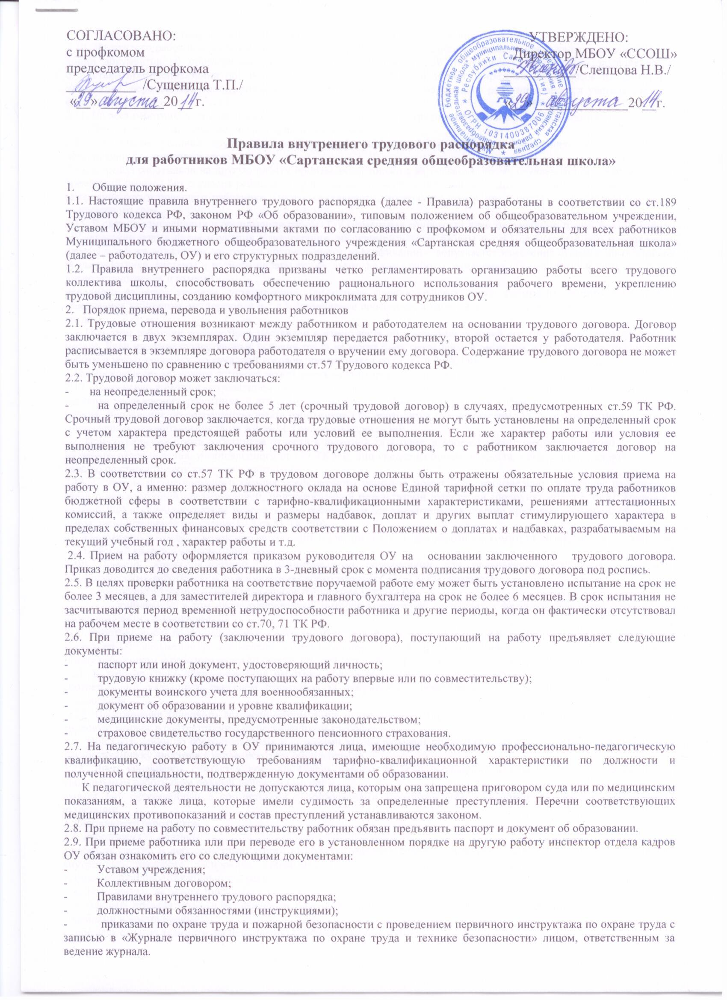 СОГЛАСОВАНО:
с профкомом
председатель профкома
/Сущеница Т.П./
«29» августа 2014г.
УТВЕРЖДЕНО:
Директор МБОУ «ССОШ»
/Слепцова Н.В./
«29» августа 2014г.
Муниципальное бюджетное общеобразовательное учреждение "Сартанская средняя
общеобразовательная школа" муниципального образования "Верхоянский район"
Республики Саха (Якутия) * ОГРН 1031400387006 *
Правила внутреннего трудового распорядка
для работников МБОУ «Сартанская средняя общеобразовательная школа»
1. Общие положения.
1.1. Настоящие правила внутреннего трудового распорядка (далее - Правила) разработаны в соответствии со ст.189
Трудового кодекса РФ, законом РФ «Об образовании», типовым положением об общеобразовательном учреждении,
Уставом МБОУ и иными нормативными актами по согласованию с профкомом и обязательны для всех работников
Муниципального бюджетного общеобразовательного учреждения «Сартанская средняя общеобразовательная школа»
(далее – работодатель, ОУ) и его структурных подразделений.
1.2. Правила внутреннего распорядка призваны четко регламентировать организацию работы всего трудового
коллектива школы, способствовать обеспечению рационального использования рабочего времени, укреплению
трудовой дисциплины, созданию комфортного микроклимата для сотрудников ОУ.
2. Порядок приема, перевода и увольнения работников
2.1. Трудовые отношения возникают между работником и работодателем на основании трудового договора. Договор
заключается в двух экземплярах. Один экземпляр передается работнику, второй остается у работодателя. Работник
расписывается в экземпляре договора работодателя о вручении ему договора. Содержание трудового договора не может
быть уменьшено по сравнению с требованиями ст.57 Трудового кодекса РФ.
2.2. Трудовой договор может заключаться:
- на неопределенный срок;
- на определенный срок не более 5 лет (срочный трудовой договор) в случаях, предусмотренных ст.59 ТК РФ.
Срочный трудовой договор заключается, когда трудовые отношения не могут быть установлены на определенный срок
с учетом характера предстоящей работы или условий ее выполнения. Если же характер работы или условия ее
выполнения не требуют заключения срочного трудового договора, то с работником заключается договор на
неопределенный срок.
2.3. В соответствии со ст.57 ТК РФ в трудовом договоре должны быть отражены обязательные условия приема на
работу в ОУ, а именно: размер должностного оклада на основе Единой тарифной сетки по оплате труда работников
бюджетной сферы в соответствии с тарифно-квалификационными характеристиками, решениями аттестационных
комиссий, а также определяет виды и размеры надбавок, доплат и других выплат стимулирующего характера в
пределах собственных финансовых средств соответствии с Положением о доплатах и надбавках, разрабатываемым на
текущий учебный год , характер работы и т.д.
2.4. Прием на работу оформляется приказом руководителя ОУ на основании заключенного трудового договора.
Приказ доводится до сведения работника в 3-дневный срок с момента подписания трудового договора под роспись.
2.5. В целях проверки работника на соответствие поручаемой работе ему может быть установлено испытание на срок не
более 3 месяцев, а для заместителей директора и главного бухгалтера на срок не более 6 месяцев. В срок испытания не
засчитываются период временной нетрудоспособности работника и другие периоды, когда он фактически отсутствовал
на рабочем месте в соответствии со ст.70, 71 ТК РФ.
2.6. При приеме на работу (заключении трудового договора), поступающий на работу предъявляет следующие
документы:
- паспорт или иной документ, удостоверяющий личность;
- трудовую книжку (кроме поступающих на работу впервые или по совместительству);
- документы воинского учета для военнообязанных;
- документ об образовании и уровне квалификации;
- медицинские документы, предусмотренные законодательством;
- страховое свидетельство государственного пенсионного страхования.
2.7. На педагогическую работу в ОУ принимаются лица, имеющие необходимую профессионально-педагогическую
квалификацию, соответствующую требованиям тарифно-квалификационной характеристики по должности и
полученной специальности, подтвержденную документами об образовании.
К педагогической деятельности не допускаются лица, которым она запрещена приговором суда или по медицинским
показаниям, а также лица, которые имели судимость за определенные преступления. Перечни соответствующих
медицинских противопоказаний и состав преступлений устанавливаются законом.
2.8. При приеме на работу по совместительству работник обязан предъявить паспорт и документ об образовании.
2.9. При приеме работника или при переводе его в установленном порядке на другую работу инспектор отдела кадров
ОУ обязан ознакомить его со следующими документами:
- Уставом учреждения;
- Коллективным договором;
- Правилами внутреннего трудового распорядка;
- должностными обязанностями (инструкциями);
- приказами по охране труда и пожарной безопасности с проведением первичного инструктажа по охране труда с
записью в «Журнале первичного инструктажа по охране труда и технике безопасности» лицом, ответственным за
ведение журнала.